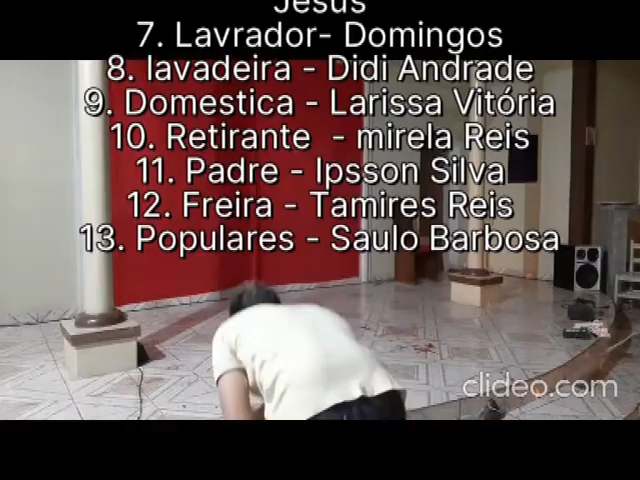 Jesus
7. Lavrador- Domingos
8. lavadeira - Didi Andrade
9. Domestica - Larissa Vitória
10. Retirante - mirela Reis
11. Padre - Ipsson Silva
12. Freira - Tamires Reis
13. Populares - Saulo Barbosa
clideo.com